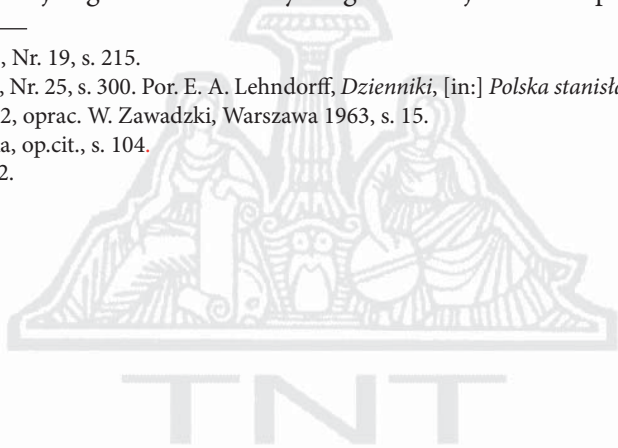 , Nr. 19, s. 215.
, Nr. 25, s. 300. Por. E. A. Lehndorff, Dzienniki, [in:] Polska
2, oprac. W. Zawadzki, Warszawa 1963, s. 15.
a, op.cit., s. 104.
2.
TNT